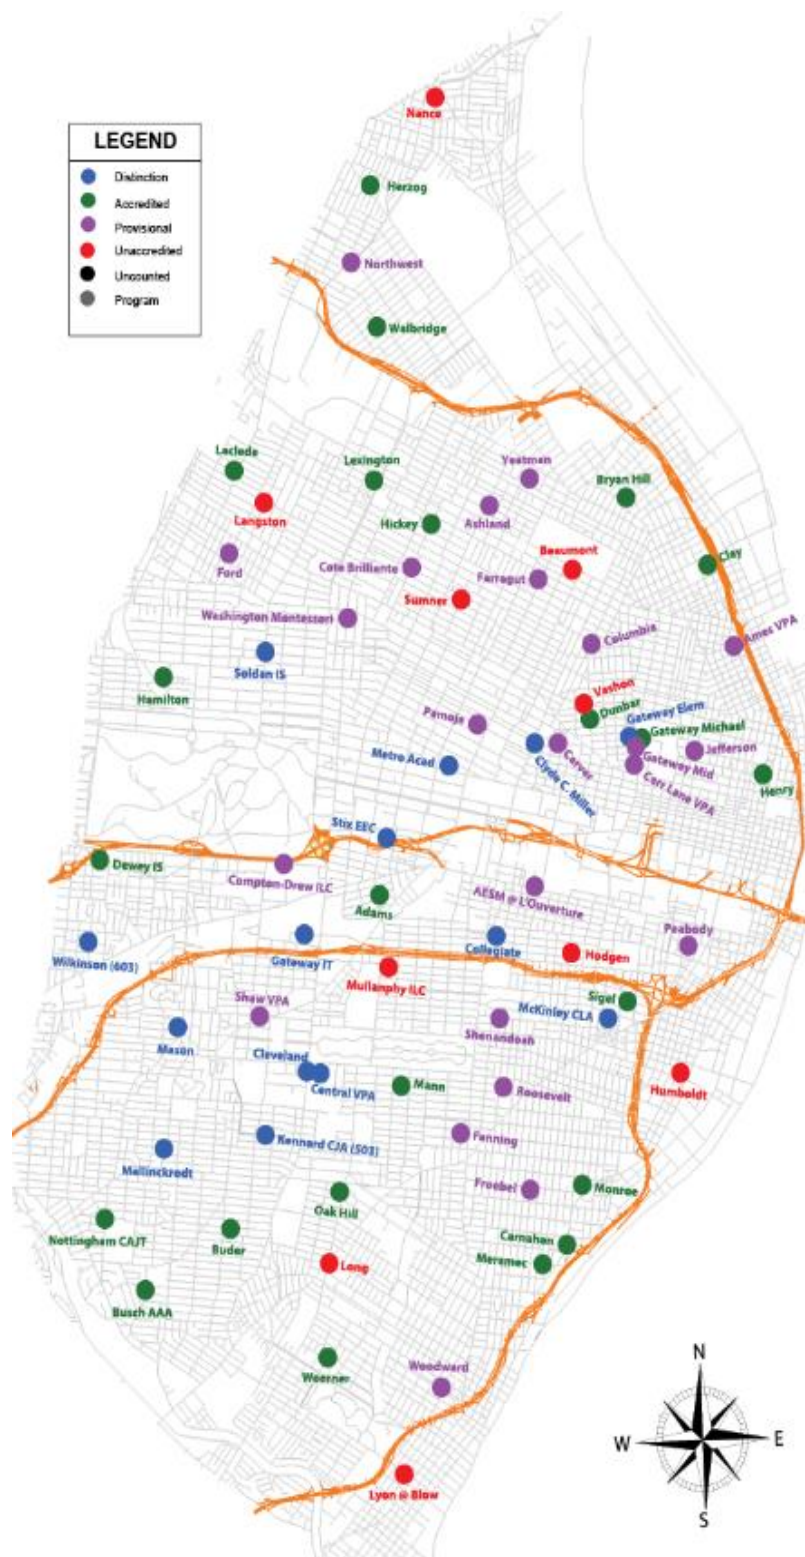 Nance
LEGEND
Distinction
Accredited
Provisional
Unaccredited
Uncounted
Program
Herzog
Northwest
Walbridge
Laclede
Lexington
Yeatman
Bryan Hill
Langston
Hickey
Ashland
Ford
Cote Brilliante
Farragut
Beaumont
Clay
Sumner
Washington Montessori
Columbia
Ames VPA
Soldan IS
Hamilton
Vashon
Dunbar
Pamoja
Gateway Elem
Gateway Michael
Metro Acad
Clyde C. Miller
Carver
Gateway Mid
Jefferson
Carr Lane VPA
Henry
Stix EEC
Dewey IS
Compton-Drew ILC
Adams
AESM @ L'Ouverture
Peabody
Wilkinson (603)
Gateway IT
Collegiate
Hodgen
Mullanphy ILC
Sigel
Shaw VPA
McKinley CLA
Mason
Shenandoah
Cleveland
Central VPA
Mann
Roosevelt
Humboldt
Kennard CJA (503)
Fanning
Mallinckrodt
Froebel
Monroe
Oak Hill
Nottingham CAJT
Buder
Carnahan
Long
Meramec
Busch AAA
Woerner
Woodward
Lyon @ Blow
N
W
E
S